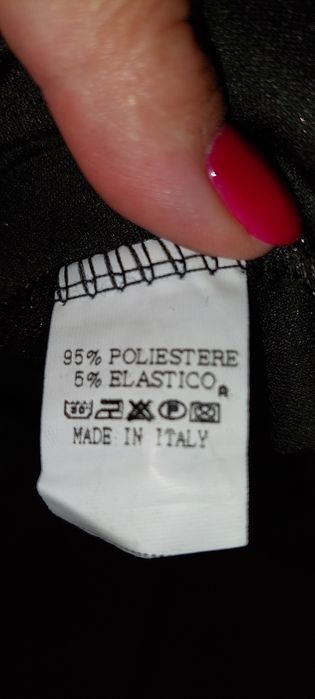 95% POLIESTERE
5% ELASTICO
MADE IN ITALY